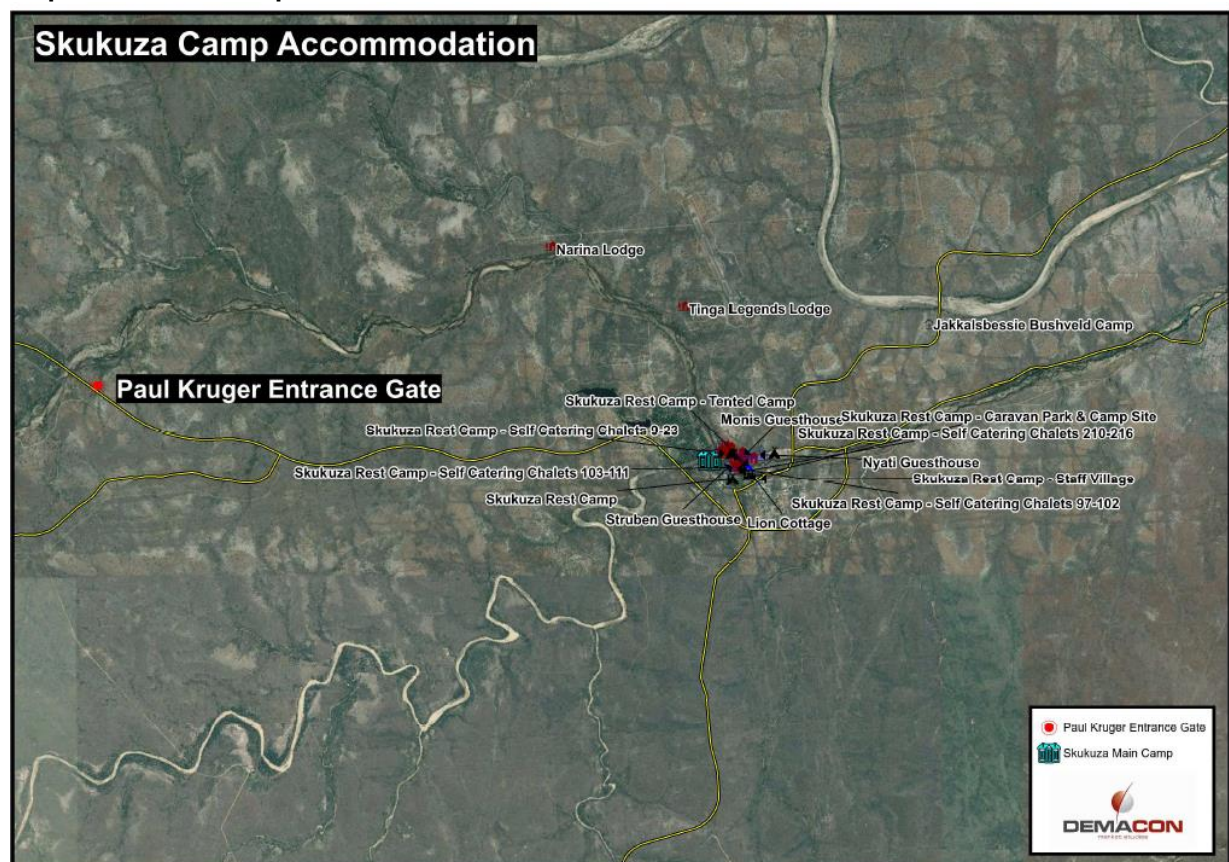 Skukuza Camp Accommodation
Narina Lodge
Tinga Legends Lodge
Jakkalsbessie Bushveld Camp
Paul Kruger Entrance Gate
Skukuza Rest Camp - Tented Camp
Monis Guesthouse
Skukuza Rest Camp - Caravan Park & Camp Site
Skukuza Rest Camp - Self Catering Chalets 9-23
Skukuza Rest Camp - Self Catering Chalets 210-216
Nyati Guesthouse
Skukuza Rest Camp - Self Catering Chalets 103-111
Skukuza Rest Camp - Staff Village
Skukuza Rest Camp
Skukuza Rest Camp - Self Catering Chalets 97-102
Struben Guesthouse
Lion Cottage
Paul Kruger Entrance Gate
Skukuza Main Camp
DEMACON